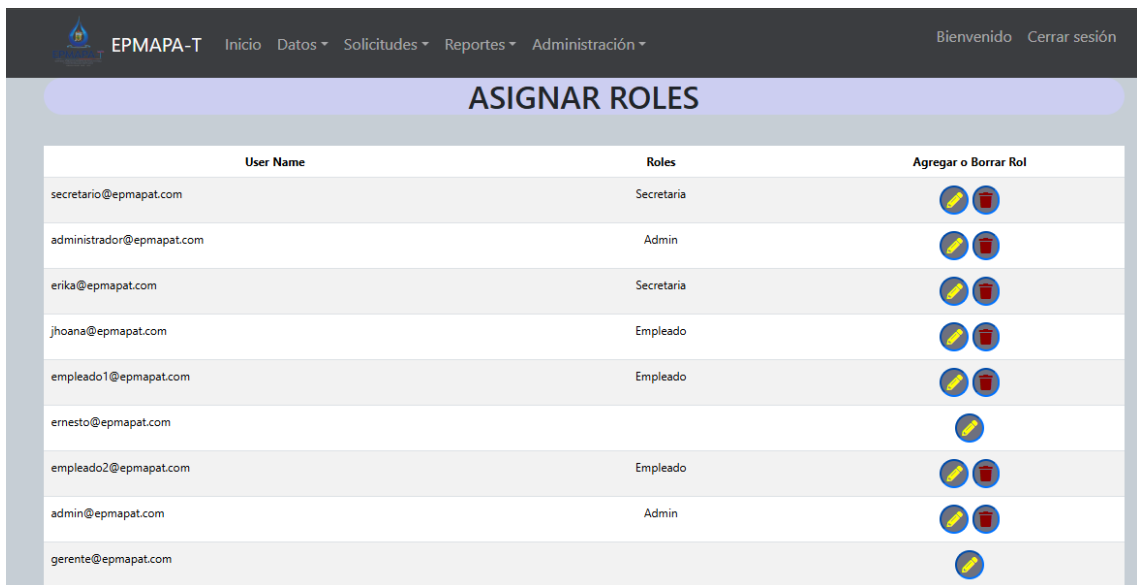 EPMAPA-T Inicio Datos Solicitudes Reportes Administración Bienvenido Cerrar sesión
ASIGNAR ROLES
User Name Roles Agregar o Borrar Rol
secretario@epmapat.com Secretaria
administrador@epmapat.com Admin
erika@epmapat.com Secretaria
jhoana@epmapat.com Empleado
empleado1@epmapat.com Empleado
ernesto@epmapat.com
empleado2@epmapat.com Empleado
admin@epmapat.com Admin
gerente@epmapat.com